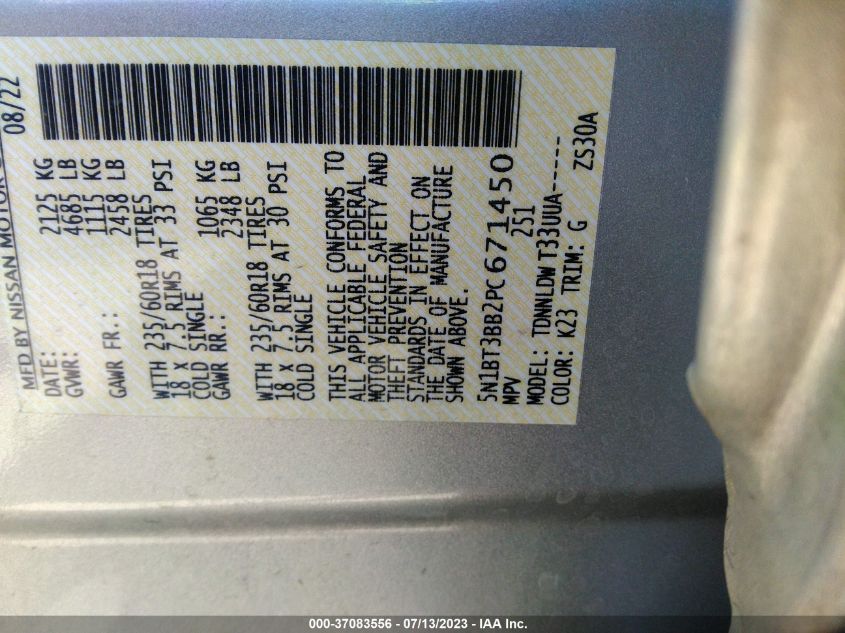 MFD BY NISSAN MOTOR
DATE: 08/22
GVWR: 2125 KG
4685 LB
GAWR FR.: 1115 KG
2458 LB
WITH 235/60R18 TIRES
18 X 7.5 RIMS AT 33 PSI
COLD SINGLE
GAWR RR.: 1065 KG
2348 LB
WITH 235/60R18 TIRES
18 X 7.5 RIMS AT 30 PSI
COLD SINGLE
THIS VEHICLE CONFORMS TO
ALL APPLICABLE FEDERAL
MOTOR VEHICLE SAFETY AND
THEFT PREVENTION
STANDARDS IN EFFECT ON
THE DATE OF MANUFACTURE
SHOWN ABOVE.
5N1BT3BB2PC671450
MPV 251
MODEL: TDNNLDW T33UUA-----
COLOR: K23 TRIM: G ZS30A
000-37083556 - 07/13/2023 - IAA Inc.